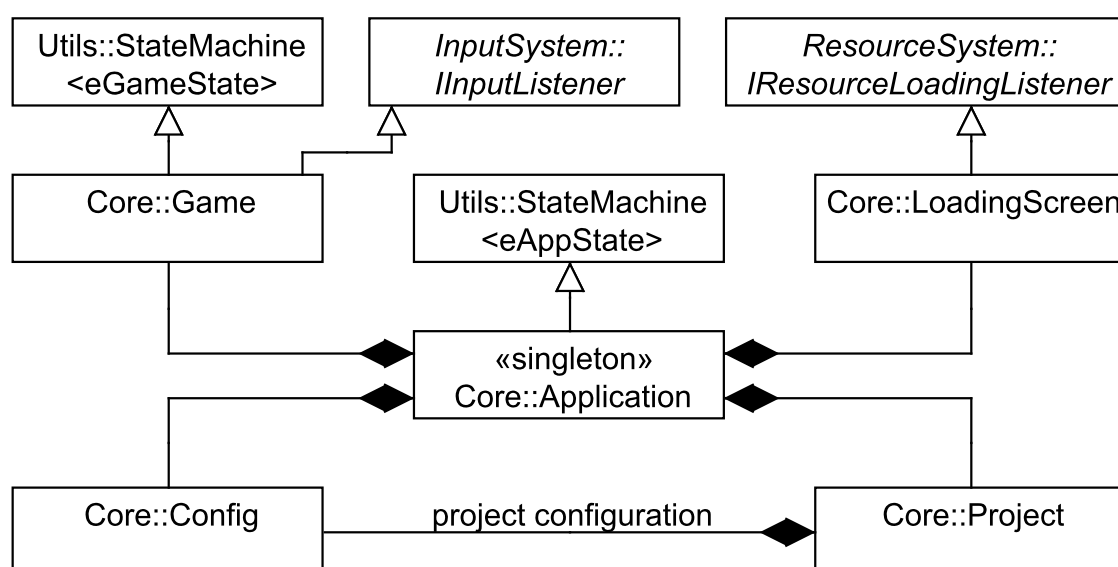 Utils::StateMachine
<eGameState>
InputSystem::
IInputListener
ResourceSystem::
IResourceLoadingListener
Core::Game
Utils::StateMachine
<eAppState>
Core::LoadingScreen
«singleton»
Core::Application
Core::Config
project configuration
Core::Project